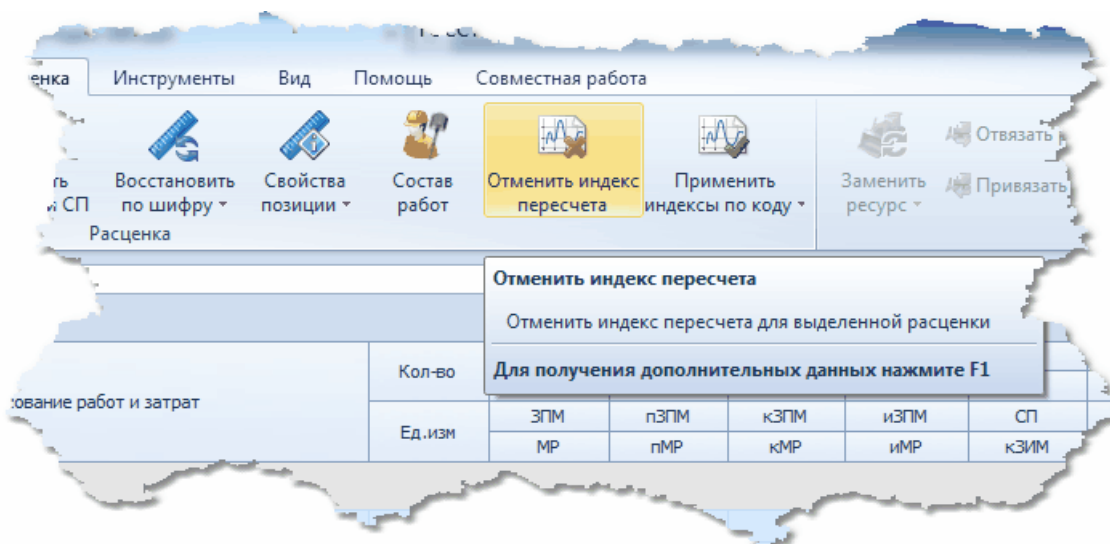 енка Инструменты Вид Помощь Совместная работа
Восстановить Свойства Состав Отменить индекс Применить Заменить Отвязать
СП по шифру позиции работ пересчета индексы по коду ресурс Привязать
Расценка
Отменить индекс пересчета
Отменить индекс пересчета для выделенной расценки
Для получения дополнительных данных нажмите F1
Кол-во
ование работ и затрат
Ед.изм
ЗПМ пЗПМ кЗПМ иЗПМ СП
МР пМР кМР иМР кЗИМ